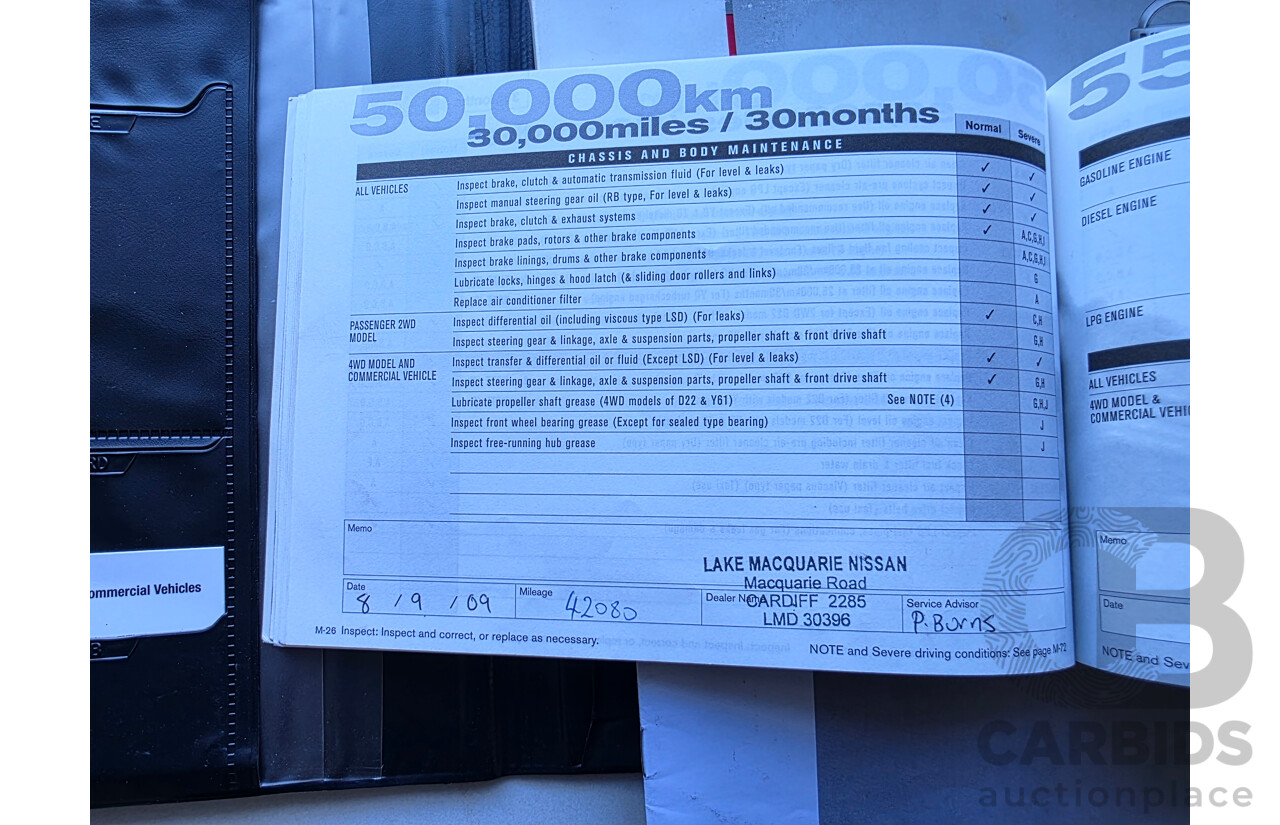 50,000km
30,000miles / 30months
Normal Severe
CHASSIS AND BODY MAINTENANCE
ALL VEHICLES
Inspect brake, clutch & automatic transmission fluid (For level & leaks) ✓ ✓
Inspect manual steering gear oil (RB type, For level & leaks) ✓ ✓
Inspect brake, clutch & exhaust systems ✓ ✓
Inspect brake pads, rotors & other brake components ✓ A,C,G,H,I
Inspect brake linings, drums & other brake components A,C,G,H,I
Lubricate locks, hinges & hood latch (& sliding door rollers and links) G
Replace air conditioner filter A
PASSENGER 2WD
MODEL
Inspect differential oil (including viscous type LSD) (For leaks) ✓ C,H
Inspect steering gear & linkage, axle & suspension parts, propeller shaft & front drive shaft G,H
4WD MODEL AND
COMMERCIAL VEHICLE
Inspect transfer & differential oil or fluid (Except LSD) (For level & leaks) ✓ ✓
Inspect steering gear & linkage, axle & suspension parts, propeller shaft & front drive shaft ✓ G,H
Lubricate propeller shaft grease (4WD models of D22 & Y61) See NOTE (4) G,H,J
Inspect front wheel bearing grease (Except for sealed type bearing) J
Inspect free-running hub grease J
Memo
LAKE MACQUARIE NISSAN
Macquarie Road
CARDIFF 2285
LMD 30396
Date
8 / 9 / 09
Mileage
42080
Dealer Name
Service Advisor
P. Burns
M-26 Inspect: Inspect and correct, or replace as necessary.
NOTE and Severe driving conditions: See page M-72
55
GASOLINE ENGINE
DIESEL ENGINE
LPG ENGINE
ALL VEHICLES
4WD MODEL &
COMMERCIAL VEHI
Memo
Date
NOTE and Sev
ommercial Vehicles
CARBIDS
auctionplace